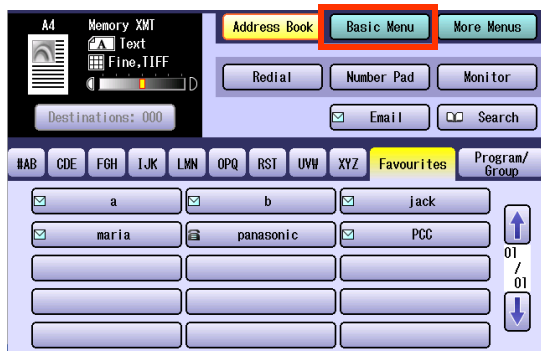 A4 Memory XMT
A Text
Fine,TIFF
D
Destinations: 000
Address Book Basic Menu More Menus
Redial Number Pad Monitor
Email Search
#AB CDE FGH IJK LMN OPQ RST UVW XYZ Favourites Program/
Group
a b jack
maria panasonic PCC
01
/
01